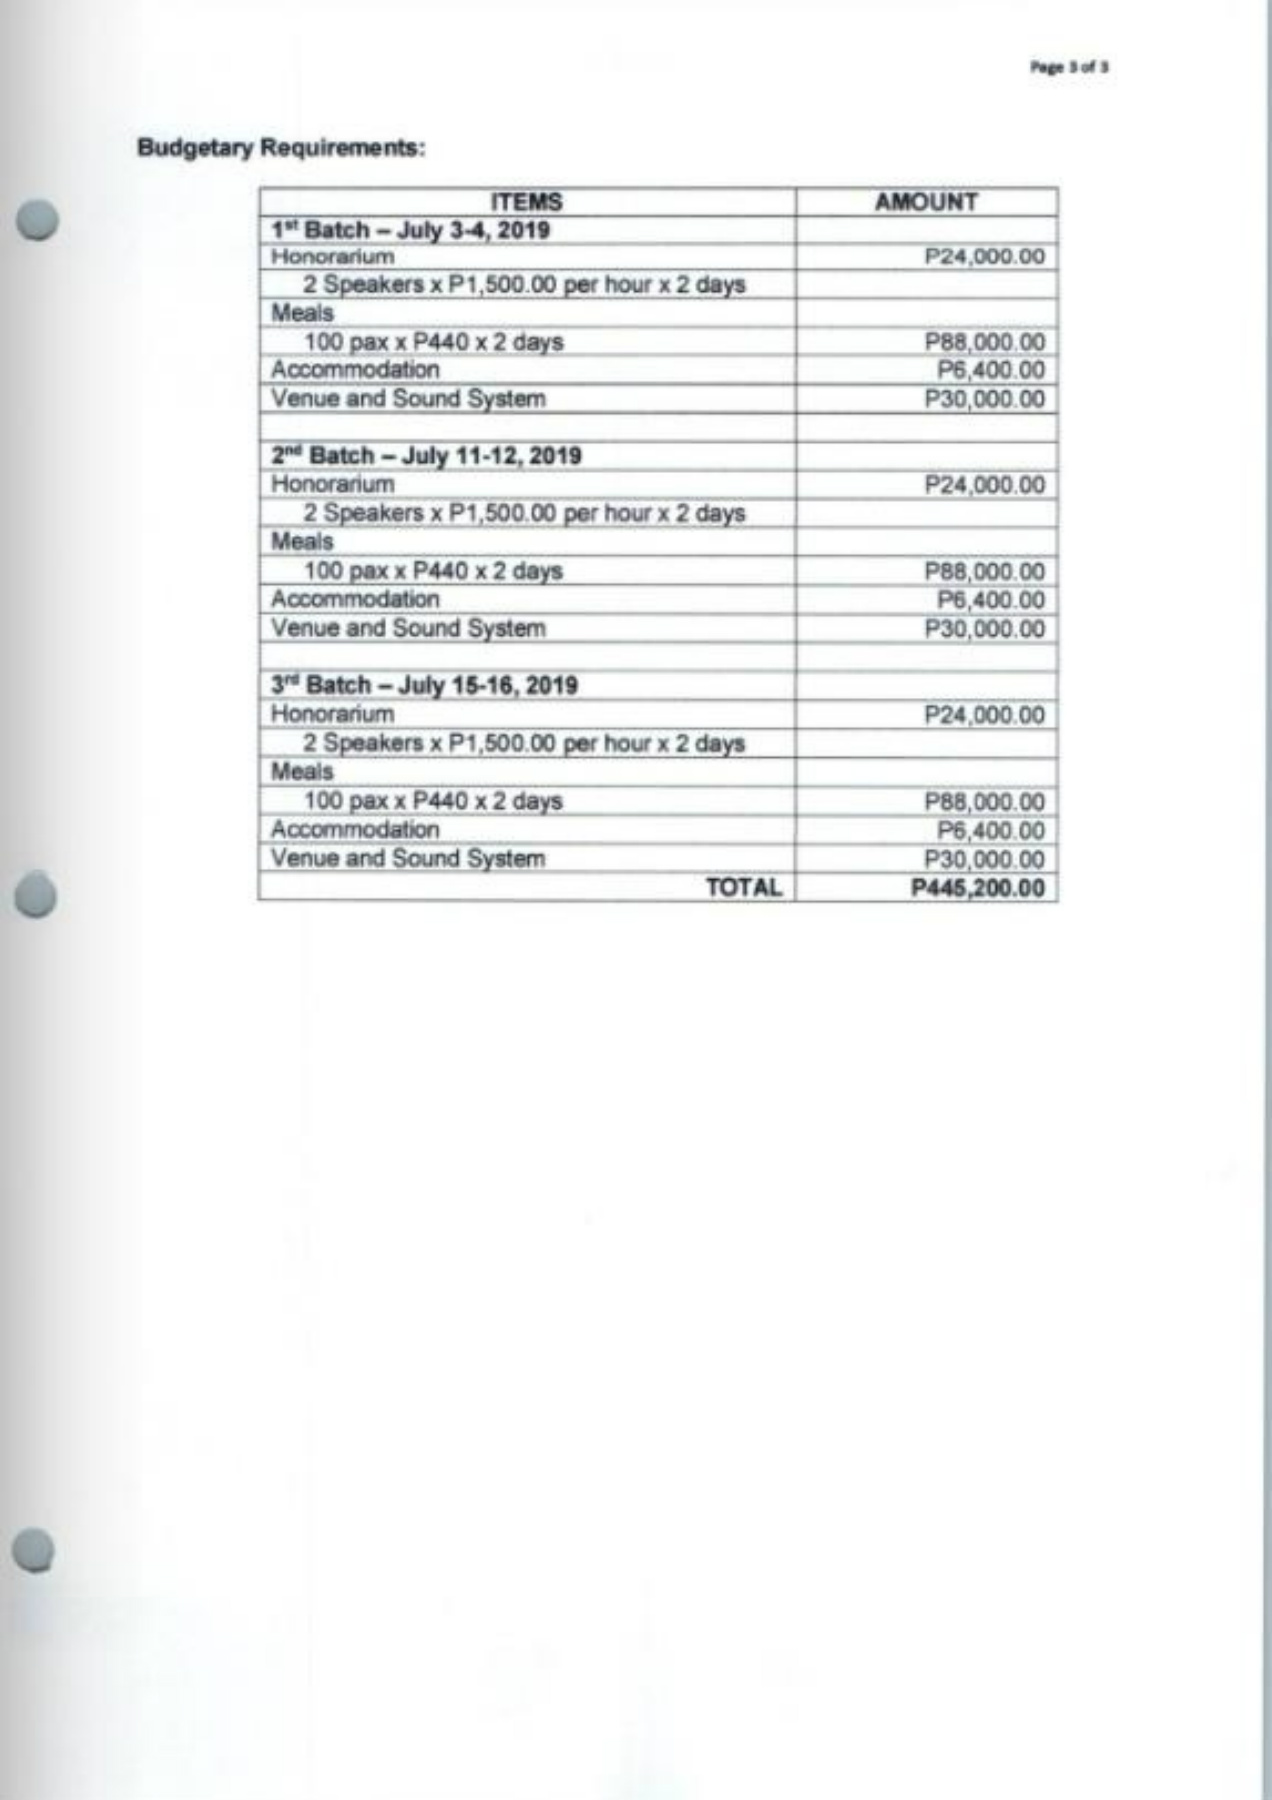 Page 3 of 3
Budgetary Requirements:
ITEMS AMOUNT
1st Batch – July 3-4, 2019
Honorarium P24,000.00
2 Speakers x P1,500.00 per hour x 2 days
Meals
100 pax x P440 x 2 days P88,000.00
Accommodation P6,400.00
Venue and Sound System P30,000.00
2nd Batch – July 11-12, 2019
Honorarium P24,000.00
2 Speakers x P1,500.00 per hour x 2 days
Meals
100 pax x P440 x 2 days P88,000.00
Accommodation P6,400.00
Venue and Sound System P30,000.00
3rd Batch – July 15-16, 2019
Honorarium P24,000.00
2 Speakers x P1,500.00 per hour x 2 days
Meals
100 pax x P440 x 2 days P88,000.00
Accommodation P6,400.00
Venue and Sound System P30,000.00
TOTAL P445,200.00